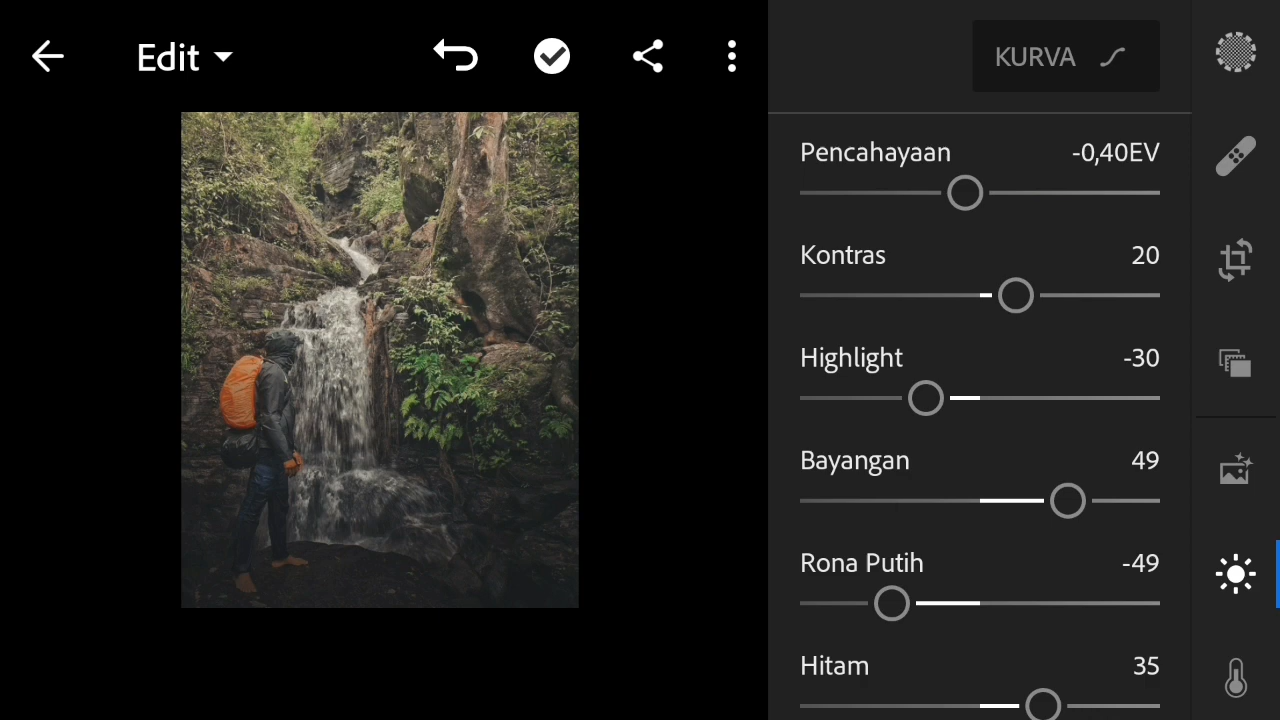 Edit
KURVA
Pencahayaan -0,40EV
Kontras 20
Highlight -30
Bayangan 49
Rona Putih -49
Hitam 35